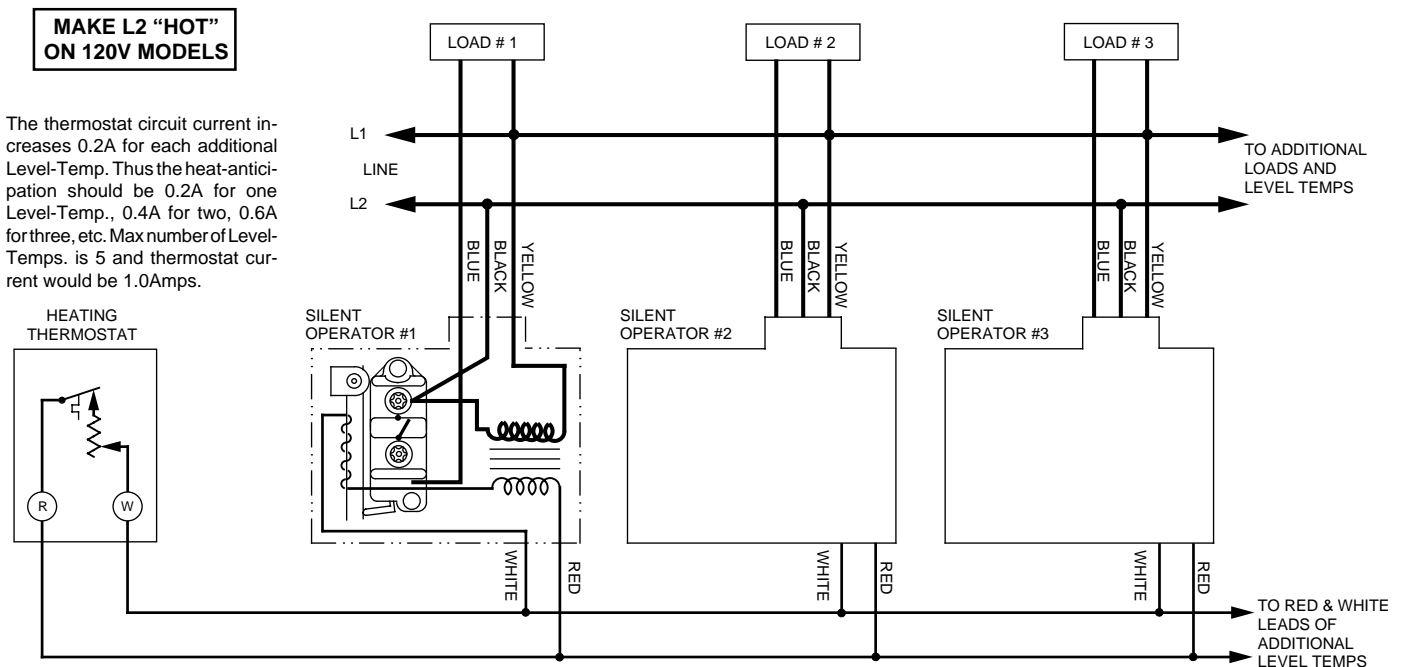 MAKE L2 “HOT”
ON 120V MODELS
The thermostat circuit current in-
creases 0.2A for each additional
Level-Temp. Thus the heat-antici-
pation should be 0.2A for one
Level-Temp., 0.4A for two, 0.6A
for three, etc. Max number of Level-
Temps. is 5 and thermostat cur-
rent would be 1.0Amps.
LOAD # 1
LOAD # 2
LOAD # 3
L1
LINE
L2
TO ADDITIONAL
LOADS AND
LEVEL TEMPS
BLUE
BLACK
YELLOW
BLUE
BLACK
YELLOW
BLUE
BLACK
YELLOW
HEATING
THERMOSTAT
SILENT
OPERATOR #1
SILENT
OPERATOR #2
SILENT
OPERATOR #3
R
W
WHITE
RED
WHITE
RED
WHITE
RED
TO RED & WHITE
LEADS OF
ADDITIONAL
LEVEL TEMPS